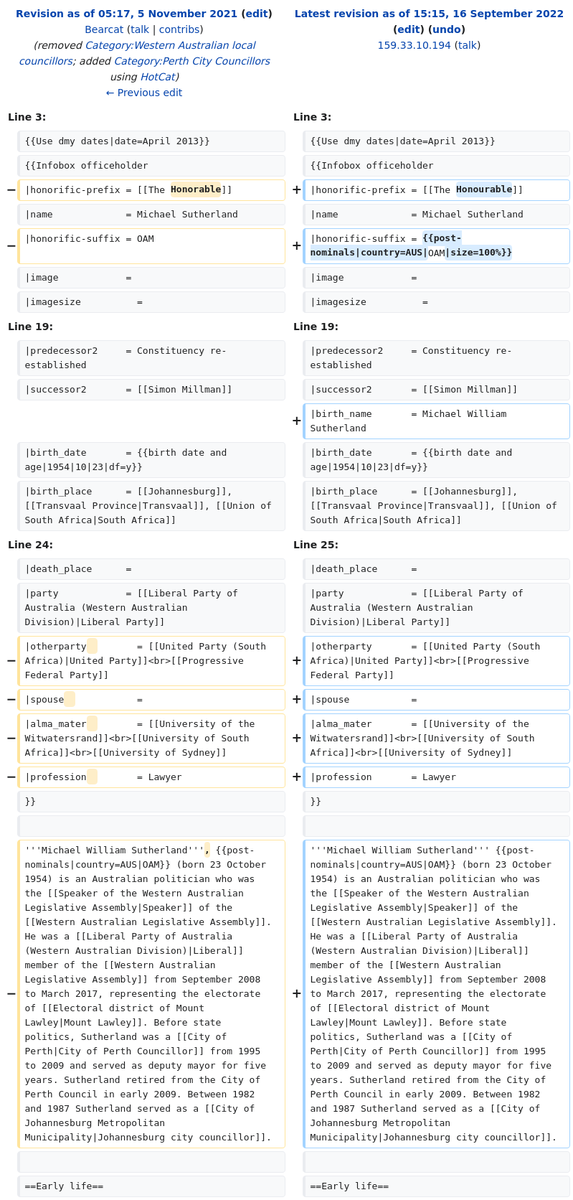 Revision as of 05:17, 5 November 2021 (edit)
Bearcat (talk | contribs)
(removed Category:Western Australian local
councillors; added Category:Perth City Councillors
using HotCat)
← Previous edit
Latest revision as of 15:15, 16 September 2022
(edit) (undo)
159.33.10.194 (talk)
Line 3:
Line 3:
{{Use dmy dates|date=April 2013}}
{{Use dmy dates|date=April 2013}}
{{Infobox officeholder
{{Infobox officeholder
− |honorific-prefix = [[The Honorable]]
+ |honorific-prefix = [[The Honourable]]
|name = Michael Sutherland
|name = Michael Sutherland
− |honorific-suffix = OAM
+ |honorific-suffix = {{post-
nominals|country=AUS|OAM|size=100%}}
|image =
|image =
|imagesize =
|imagesize =
Line 19:
Line 19:
|predecessor2 = Constituency re-
established
|predecessor2 = Constituency re-
established
|successor2 = [[Simon Millman]]
|successor2 = [[Simon Millman]]
+ |birth_name = Michael William
Sutherland
|birth_date = {{birth date and
age|1954|10|23|df=y}}
|birth_date = {{birth date and
age|1954|10|23|df=y}}
|birth_place = [[Johannesburg]],
[[Transvaal Province|Transvaal]], [[Union of
South Africa|South Africa]]
|birth_place = [[Johannesburg]],
[[Transvaal Province|Transvaal]], [[Union of
South Africa|South Africa]]
Line 24:
Line 25:
|death_place =
|death_place =
|party = [[Liberal Party of
Australia (Western Australian
Division)|Liberal Party]]
|party = [[Liberal Party of
Australia (Western Australian
Division)|Liberal Party]]
− |otherparty = [[United Party (South
Africa)|United Party]]<br>[[Progressive
Federal Party]]
+ |otherparty = [[United Party (South
Africa)|United Party]]<br>[[Progressive
Federal Party]]
− |spouse =
+ |spouse =
− |alma_mater = [[University of the
Witwatersrand]]<br>[[University of South
Africa]]<br>[[University of Sydney]]
+ |alma_mater = [[University of the
Witwatersrand]]<br>[[University of South
Africa]]<br>[[University of Sydney]]
− |profession = Lawyer
+ |profession = Lawyer
}}
}}
− '''Michael William Sutherland''', {{post-
nominals|country=AUS|OAM}} (born 23 October
1954) is an Australian politician who was
the [[Speaker of the Western Australian
Legislative Assembly|Speaker]] of the
[[Western Australian Legislative Assembly]].
He was a [[Liberal Party of Australia
(Western Australian Division)|Liberal]]
member of the [[Western Australian
Legislative Assembly]] from September 2008
to March 2017, representing the electorate
of [[Electoral district of Mount
Lawley|Mount Lawley]]. Before state
politics, Sutherland was a [[City of
Perth|City of Perth Councillor]] from 1995
to 2009 and served as deputy mayor for five
years. Sutherland retired from the City of
Perth Council in early 2009. Between 1982
and 1987 Sutherland served as a [[City of
Johannesburg Metropolitan
Municipality|Johannesburg city councillor]].
+ '''Michael William Sutherland''' {{post-
nominals|country=AUS|OAM}} (born 23 October
1954) is an Australian politician who was
the [[Speaker of the Western Australian
Legislative Assembly|Speaker]] of the
[[Western Australian Legislative Assembly]].
He was a [[Liberal Party of Australia
(Western Australian Division)|Liberal]]
member of the [[Western Australian
Legislative Assembly]] from September 2008
to March 2017, representing the electorate
of [[Electoral district of Mount
Lawley|Mount Lawley]]. Before state
politics, Sutherland was a [[City of
Perth|City of Perth Councillor]] from 1995
to 2009 and served as deputy mayor for five
years. Sutherland retired from the City of
Perth Council in early 2009. Between 1982
and 1987 Sutherland served as a [[City of
Johannesburg Metropolitan
Municipality|Johannesburg city councillor]].
==Early life==
==Early life==